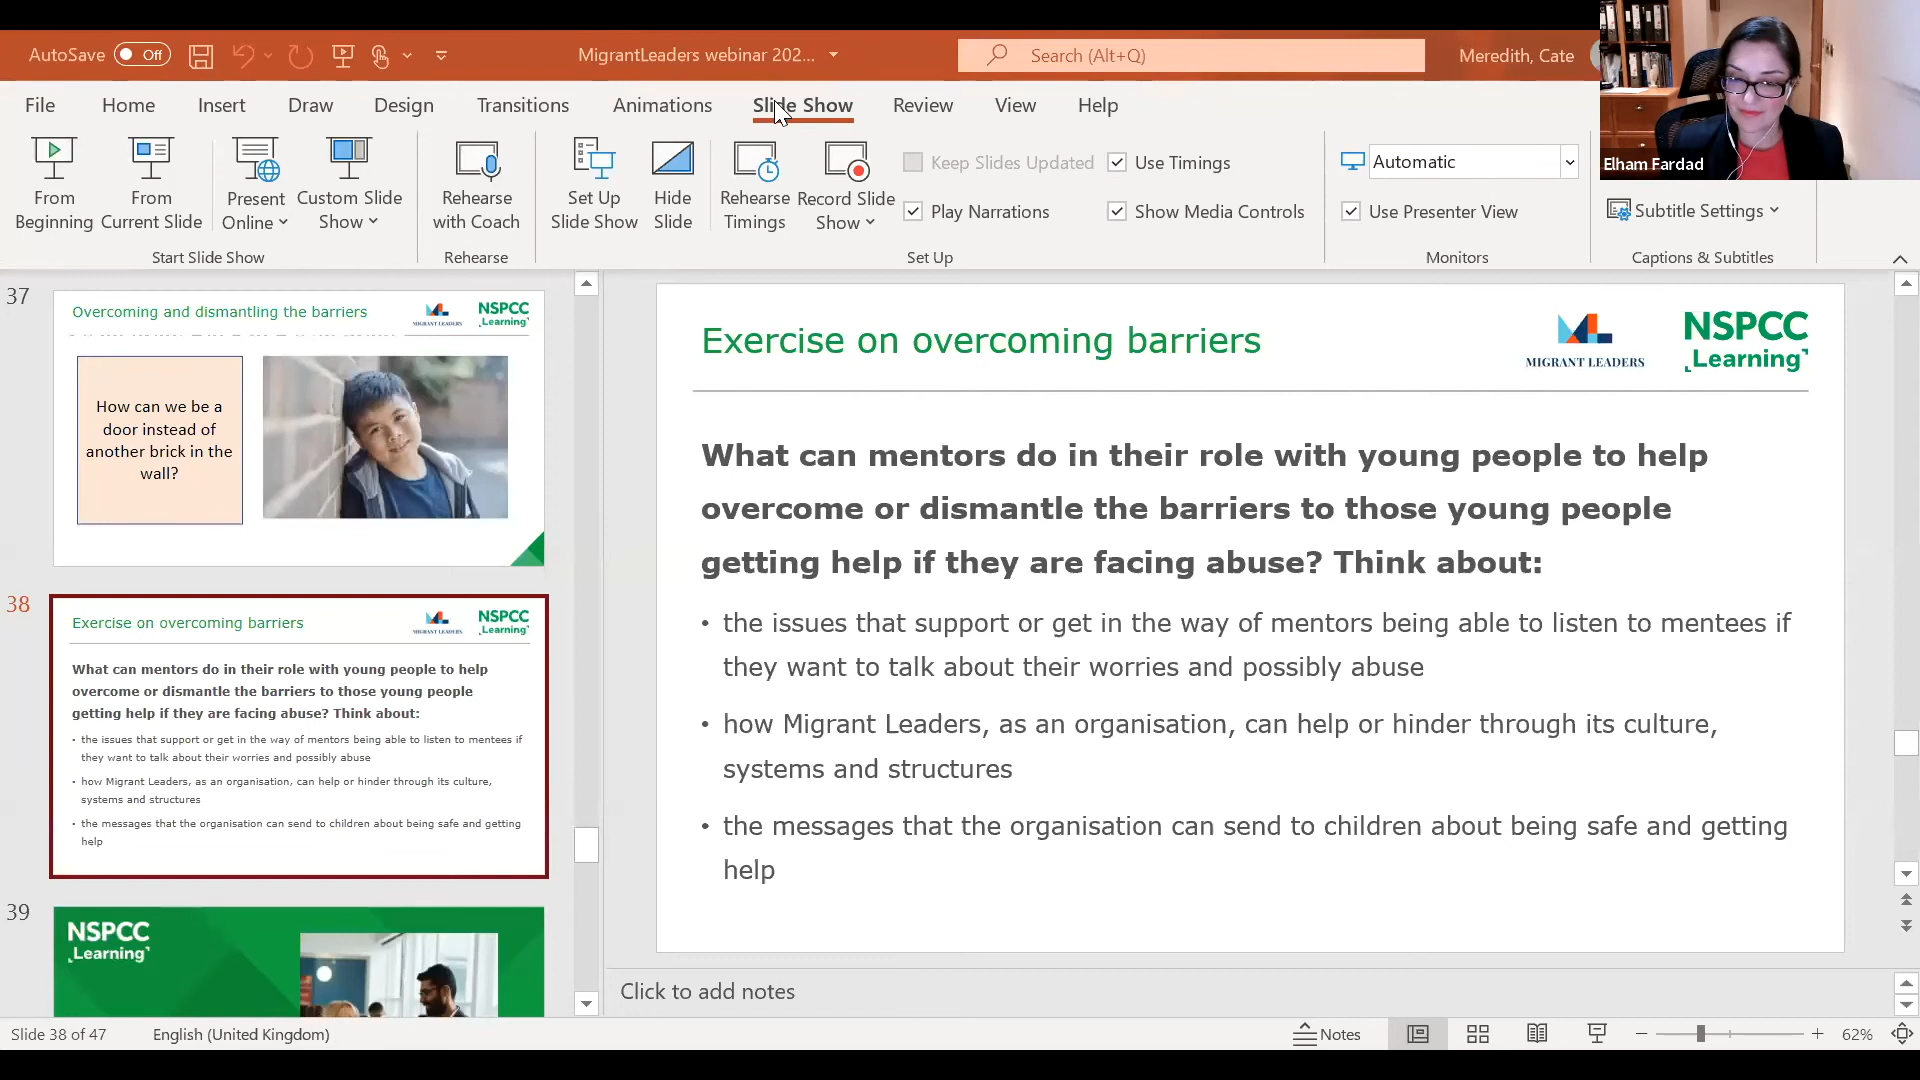 AutoSave Off MigrantLeaders webinar 202... Search (Alt+Q) Meredith, Cate
File Home Insert Draw Design Transitions Animations Slide Show Review View Help
From Beginning
From Current Slide
Present Online
Custom Slide Show
Rehearse with Coach
Set Up Slide Show
Hide Slide
Rehearse Timings
Record Slide Show
Keep Slides Updated
Use Timings
Play Narrations
Show Media Controls
Automatic
Use Presenter View
Subtitle Settings
Start Slide Show Rehearse Set Up Monitors Captions & Subtitles
Elham Fardad
37
Overcoming and dismantling the barriers
MIGRANT LEADERS
NSPCC
Learning
How can we be a
door instead of
another brick in the
wall?
38
Exercise on overcoming barriers
MIGRANT LEADERS
NSPCC
Learning
What can mentors do in their role with young people to help
overcome or dismantle the barriers to those young people
getting help if they are facing abuse? Think about:
• the issues that support or get in the way of mentors being able to listen to mentees if
they want to talk about their worries and possibly abuse
• how Migrant Leaders, as an organisation, can help or hinder through its culture,
systems and structures
• the messages that the organisation can send to children about being safe and getting
help
39
NSPCC
Learning
Exercise on overcoming barriers
MIGRANT LEADERS
NSPCC
Learning
What can mentors do in their role with young people to help
overcome or dismantle the barriers to those young people
getting help if they are facing abuse? Think about:
• the issues that support or get in the way of mentors being able to listen to mentees if
they want to talk about their worries and possibly abuse
• how Migrant Leaders, as an organisation, can help or hinder through its culture,
systems and structures
• the messages that the organisation can send to children about being safe and getting
help
Click to add notes
Slide 38 of 47 English (United Kingdom) Notes 62%